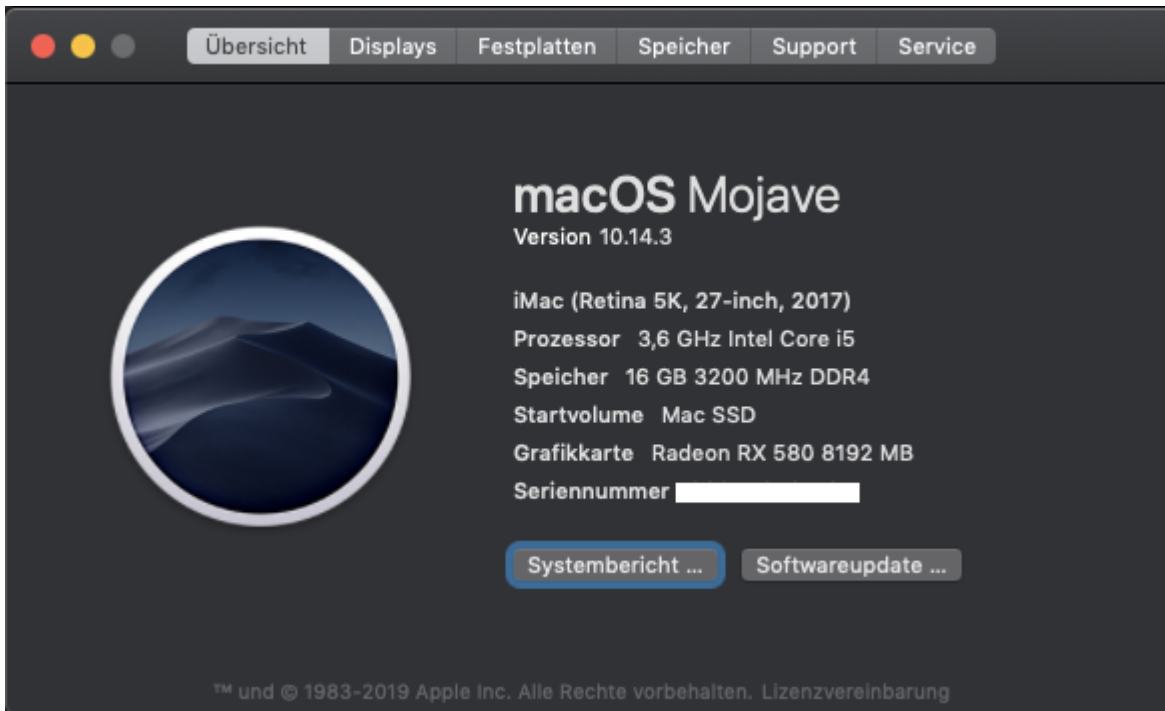 Übersicht Displays Festplatten Speicher Support Service
macOS Mojave
Version 10.14.3
iMac (Retina 5K, 27-inch, 2017)
Prozessor 3,6 GHz Intel Core i5
Speicher 16 GB 3200 MHz DDR4
Startvolume Mac SSD
Grafikkarte Radeon RX 580 8192 MB
Seriennummer
Systembericht ... Softwareupdate ...
™ und © 1983-2019 Apple Inc. Alle Rechte vorbehalten. Lizenzvereinbarung